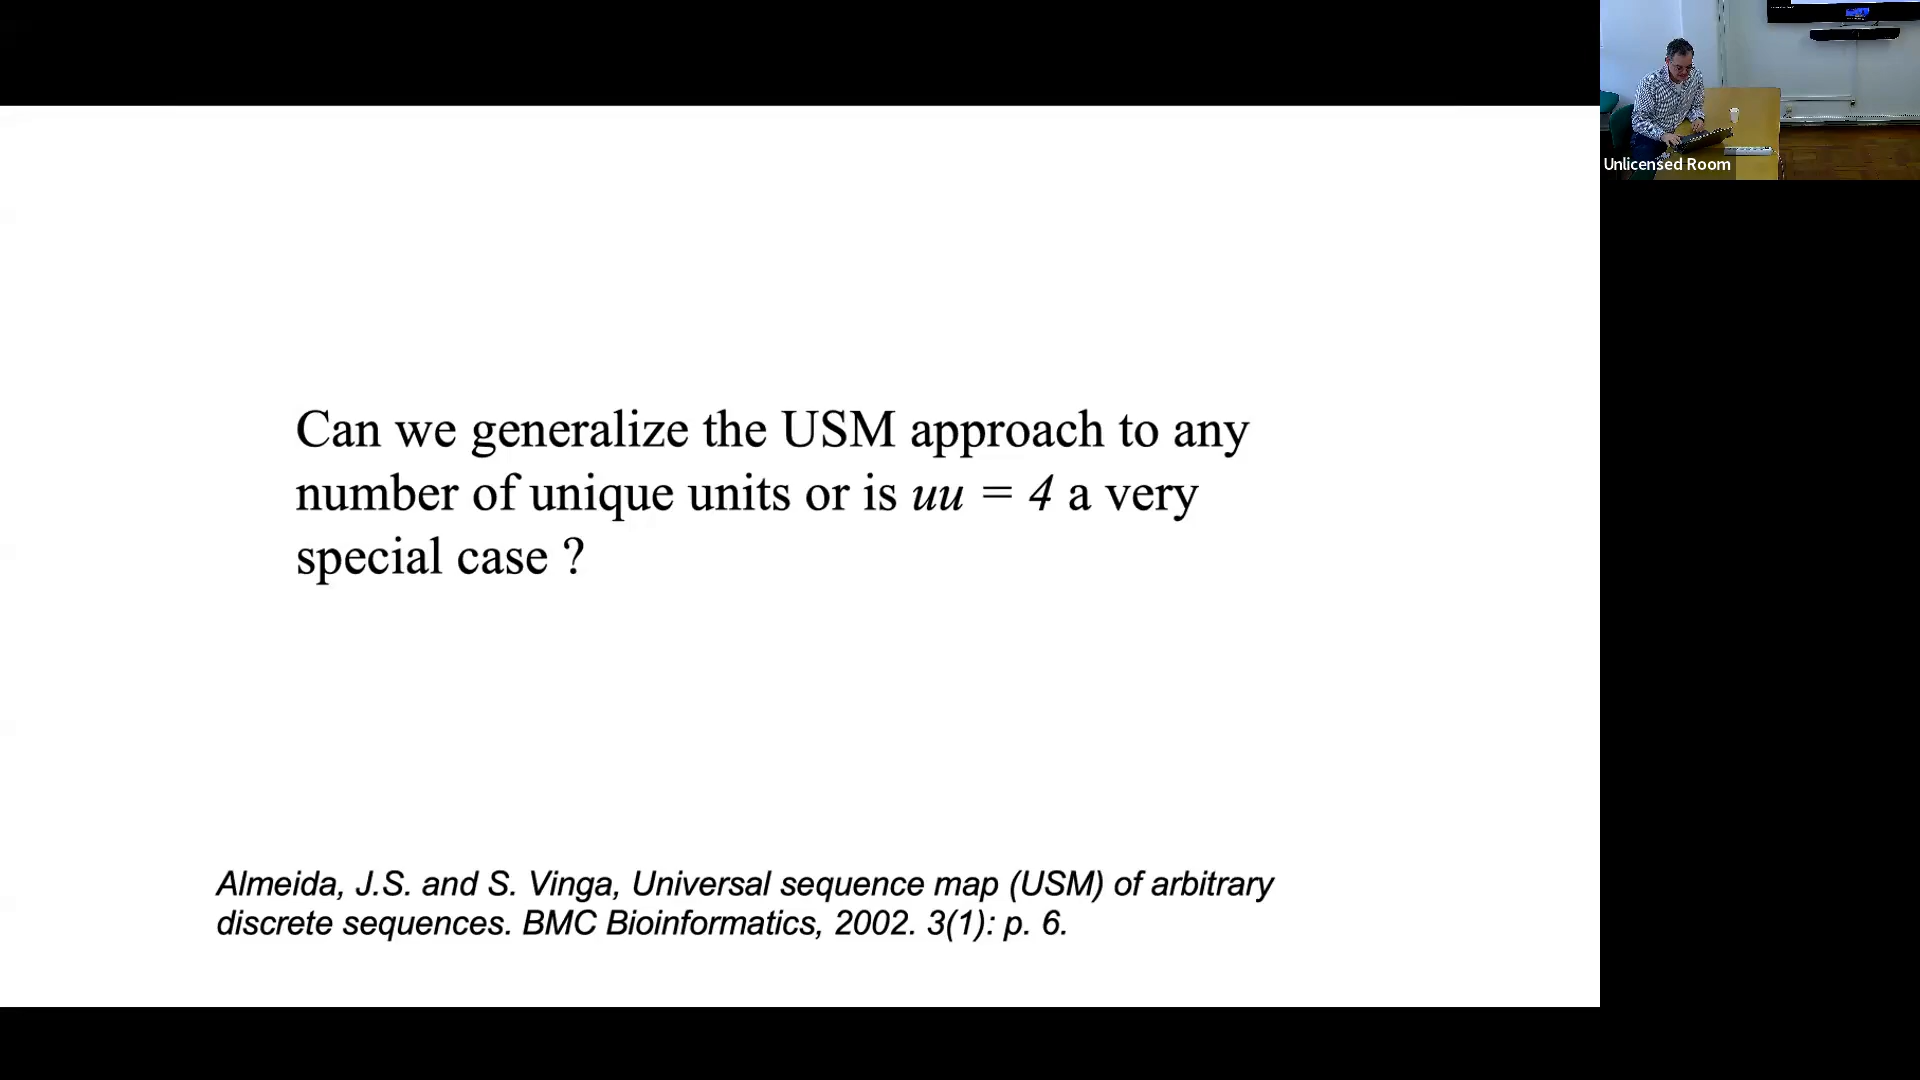 Can we generalize the USM approach to any
number of unique units or is uu = 4 a very
special case ?
Almeida, J.S. and S. Vinga, Universal sequence map (USM) of arbitrary
discrete sequences. BMC Bioinformatics, 2002. 3(1): p. 6.
Unlicensed Room